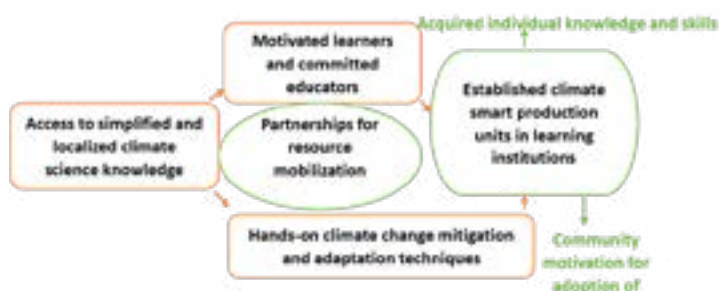 Acquired individual knowledge and skills
Motivated learners
and committed
educators
Established climate
smart production
units in learning
institutions
Access to simplified and
localized climate
science knowledge
Partnerships for
resource
mobilization
Hands-on climate change mitigation
and adaptation techniques
Community
motivation for
adoption of